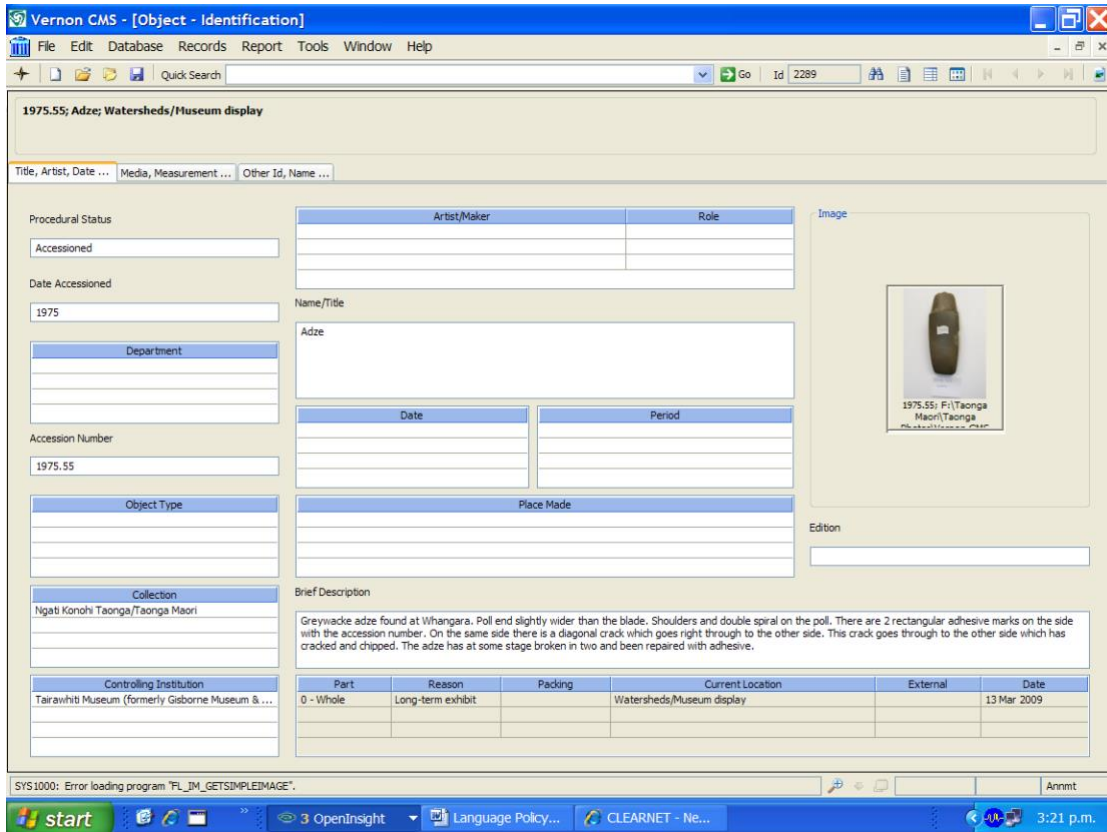 Vernon CMS - [Object - Identification]
File Edit Database Records Report Tools Window Help
Quick Search Go Id 2289
1975.55; Adze; Watersheds/Museum display
Title, Artist, Date ... Media, Measurement ... Other Id, Name ...
Procedural Status
Accessioned
Date Accessioned
1975
Department
Accession Number
1975.55
Object Type
Collection
Ngati Konohi Taonga/Taonga Maori
Controlling Institution
Tairawhiti Museum (formerly Gisborne Museum & ...
Artist/Maker Role
Name/Title
Adze
Date Period
Place Made
Brief Description
Greywacke adze found at Whangara. Poll end slightly wider than the blade. Shoulders and double spiral on the poll. There are 2 rectangular adhesive marks on the side
with the accession number. On the same side there is a diagonal crack which goes right through to the other side. This crack goes through to the other side which has
cracked and chipped. The adze has at some stage broken in two and been repaired with adhesive.
Part Reason Packing Current Location External Date
0 - Whole Long-term exhibit Watersheds/Museum display 13 Mar 2009
Image
1975.55; F:\Taonga
Maori\Taonga
Edition
SYS1000: Error loading program "FL_IM_GETSIMPLEIMAGE".
Annmt
start 3 OpenInsight Language Policy... CLEARNET - Ne... 3:21 p.m.